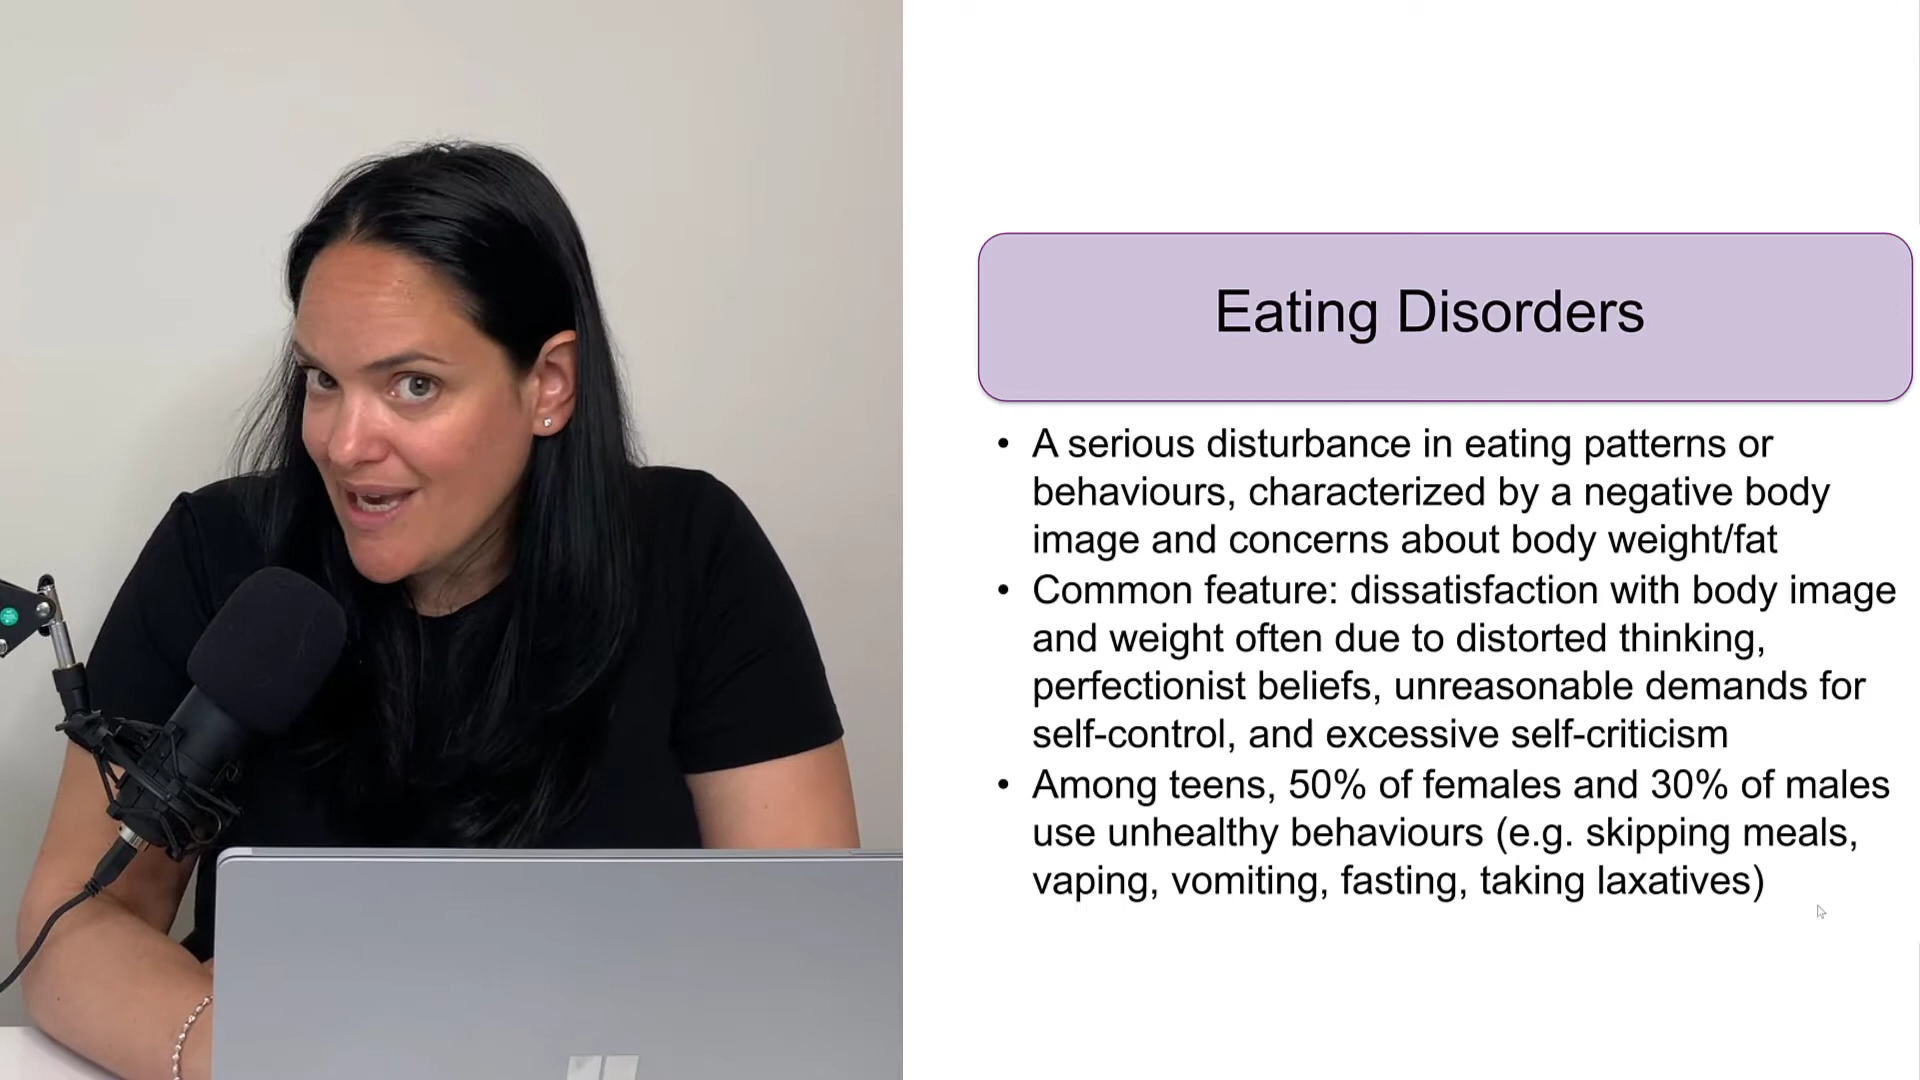 Eating Disorders
• A serious disturbance in eating patterns or
behaviours, characterized by a negative body
image and concerns about body weight/fat
• Common feature: dissatisfaction with body image
and weight often due to distorted thinking,
perfectionist beliefs, unreasonable demands for
self-control, and excessive self-criticism
• Among teens, 50% of females and 30% of males
use unhealthy behaviours (e.g. skipping meals,
vaping, vomiting, fasting, taking laxatives)